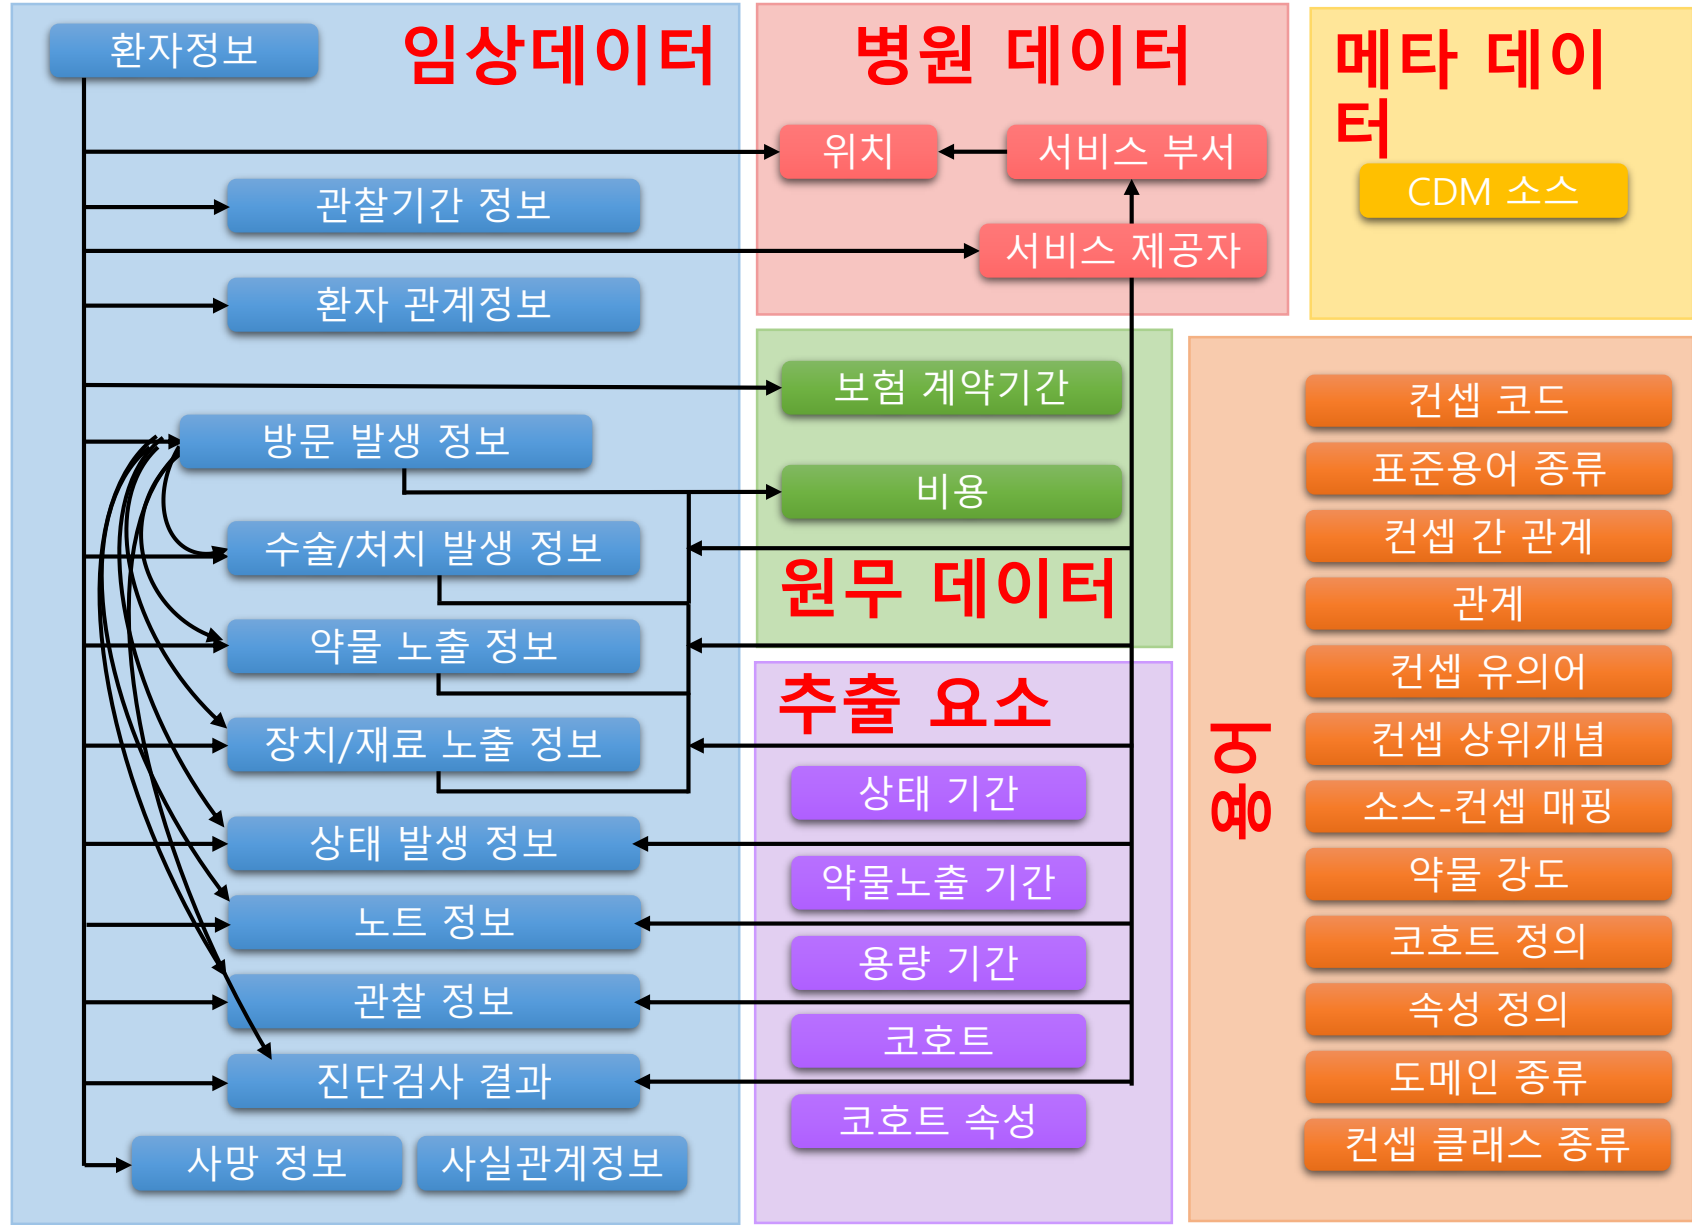 환자정보
임상데이터
관찰기간 정보
환자 관계정보
방문 발생 정보
수술/처치 발생 정보
약물 노출 정보
장치/재료 노출 정보
상태 발생 정보
노트 정보
관찰 정보
진단검사 결과
사망 정보
사실관계정보
병원 데이터
위치
서비스 부서
서비스 제공자
보험 계약기간
비용
원무 데이터
추출 요소
상태 기간
약물노출 기간
용량 기간
코호트
코호트 속성
메타 데이
터
CDM 소스
용어
컨셉 코드
표준용어 종류
컨셉 간 관계
관계
컨셉 유의어
컨셉 상위개념
소스-컨셉 매핑
약물 강도
코호트 정의
속성 정의
도메인 종류
컨셉 클래스 종류